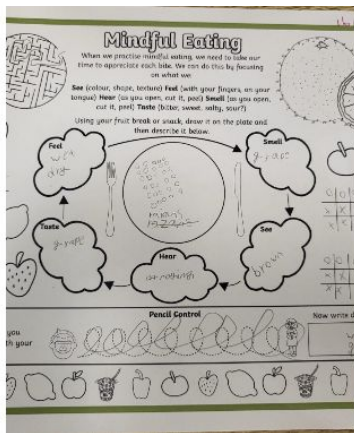 Mindful Eating
When we practise mindful eating, we need to take our
time to appreciate each bite. We can do this by focusing
on what we:
See (colour, shape, texture) Feel (with your fingers, on your
tongue) Hear (as you open, cut it, peel) Smell (as you open,
cut it, peel) Taste (bitter, sweet, salty, sour?)
Using your fruit break or snack, draw it on the plate and
then describe it below.
Feel
Smell
grape
Taste
grape
See
brown
Hear
Pencil Control
Now write d
you
th your